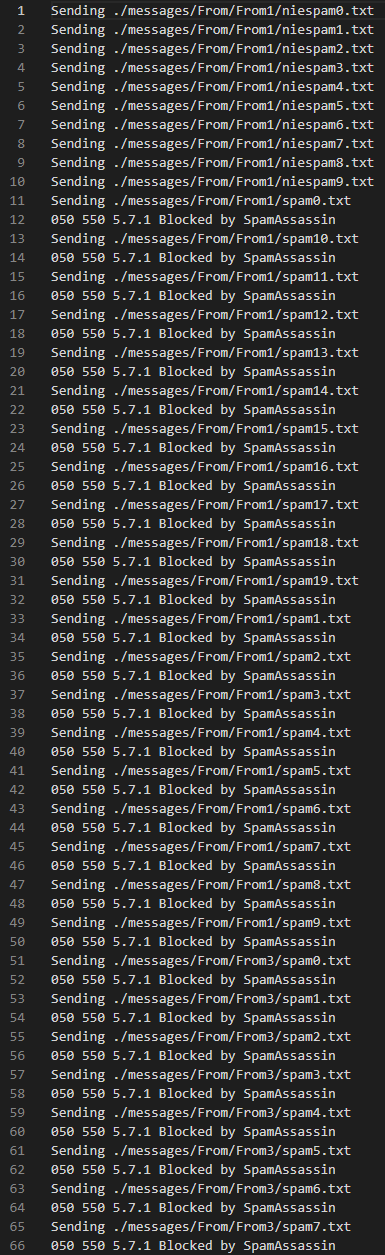 1 Sending ./messages/From/From1/niespam0.txt
2 Sending ./messages/From/From1/niespam1.txt
3 Sending ./messages/From/From1/niespam2.txt
4 Sending ./messages/From/From1/niespam3.txt
5 Sending ./messages/From/From1/niespam4.txt
6 Sending ./messages/From/From1/niespam5.txt
7 Sending ./messages/From/From1/niespam6.txt
8 Sending ./messages/From/From1/niespam7.txt
9 Sending ./messages/From/From1/niespam8.txt
10 Sending ./messages/From/From1/niespam9.txt
11 Sending ./messages/From/From1/spam0.txt
12 050 550 5.7.1 Blocked by SpamAssassin
13 Sending ./messages/From/From1/spam10.txt
14 050 550 5.7.1 Blocked by SpamAssassin
15 Sending ./messages/From/From1/spam11.txt
16 050 550 5.7.1 Blocked by SpamAssassin
17 Sending ./messages/From/From1/spam12.txt
18 050 550 5.7.1 Blocked by SpamAssassin
19 Sending ./messages/From/From1/spam13.txt
20 050 550 5.7.1 Blocked by SpamAssassin
21 Sending ./messages/From/From1/spam14.txt
22 050 550 5.7.1 Blocked by SpamAssassin
23 Sending ./messages/From/From1/spam15.txt
24 050 550 5.7.1 Blocked by SpamAssassin
25 Sending ./messages/From/From1/spam16.txt
26 050 550 5.7.1 Blocked by SpamAssassin
27 Sending ./messages/From/From1/spam17.txt
28 050 550 5.7.1 Blocked by SpamAssassin
29 Sending ./messages/From/From1/spam18.txt
30 050 550 5.7.1 Blocked by SpamAssassin
31 Sending ./messages/From/From1/spam19.txt
32 050 550 5.7.1 Blocked by SpamAssassin
33 Sending ./messages/From/From1/spam1.txt
34 050 550 5.7.1 Blocked by SpamAssassin
35 Sending ./messages/From/From1/spam2.txt
36 050 550 5.7.1 Blocked by SpamAssassin
37 Sending ./messages/From/From1/spam3.txt
38 050 550 5.7.1 Blocked by SpamAssassin
39 Sending ./messages/From/From1/spam4.txt
40 050 550 5.7.1 Blocked by SpamAssassin
41 Sending ./messages/From/From1/spam5.txt
42 050 550 5.7.1 Blocked by SpamAssassin
43 Sending ./messages/From/From1/spam6.txt
44 050 550 5.7.1 Blocked by SpamAssassin
45 Sending ./messages/From/From1/spam7.txt
46 050 550 5.7.1 Blocked by SpamAssassin
47 Sending ./messages/From/From1/spam8.txt
48 050 550 5.7.1 Blocked by SpamAssassin
49 Sending ./messages/From/From1/spam9.txt
50 050 550 5.7.1 Blocked by SpamAssassin
51 Sending ./messages/From/From3/spam0.txt
52 050 550 5.7.1 Blocked by SpamAssassin
53 Sending ./messages/From/From3/spam1.txt
54 050 550 5.7.1 Blocked by SpamAssassin
55 Sending ./messages/From/From3/spam2.txt
56 050 550 5.7.1 Blocked by SpamAssassin
57 Sending ./messages/From/From3/spam3.txt
58 050 550 5.7.1 Blocked by SpamAssassin
59 Sending ./messages/From/From3/spam4.txt
60 050 550 5.7.1 Blocked by SpamAssassin
61 Sending ./messages/From/From3/spam5.txt
62 050 550 5.7.1 Blocked by SpamAssassin
63 Sending ./messages/From/From3/spam6.txt
64 050 550 5.7.1 Blocked by SpamAssassin
65 Sending ./messages/From/From3/spam7.txt
66 050 550 5.7.1 Blocked by SpamAssassin